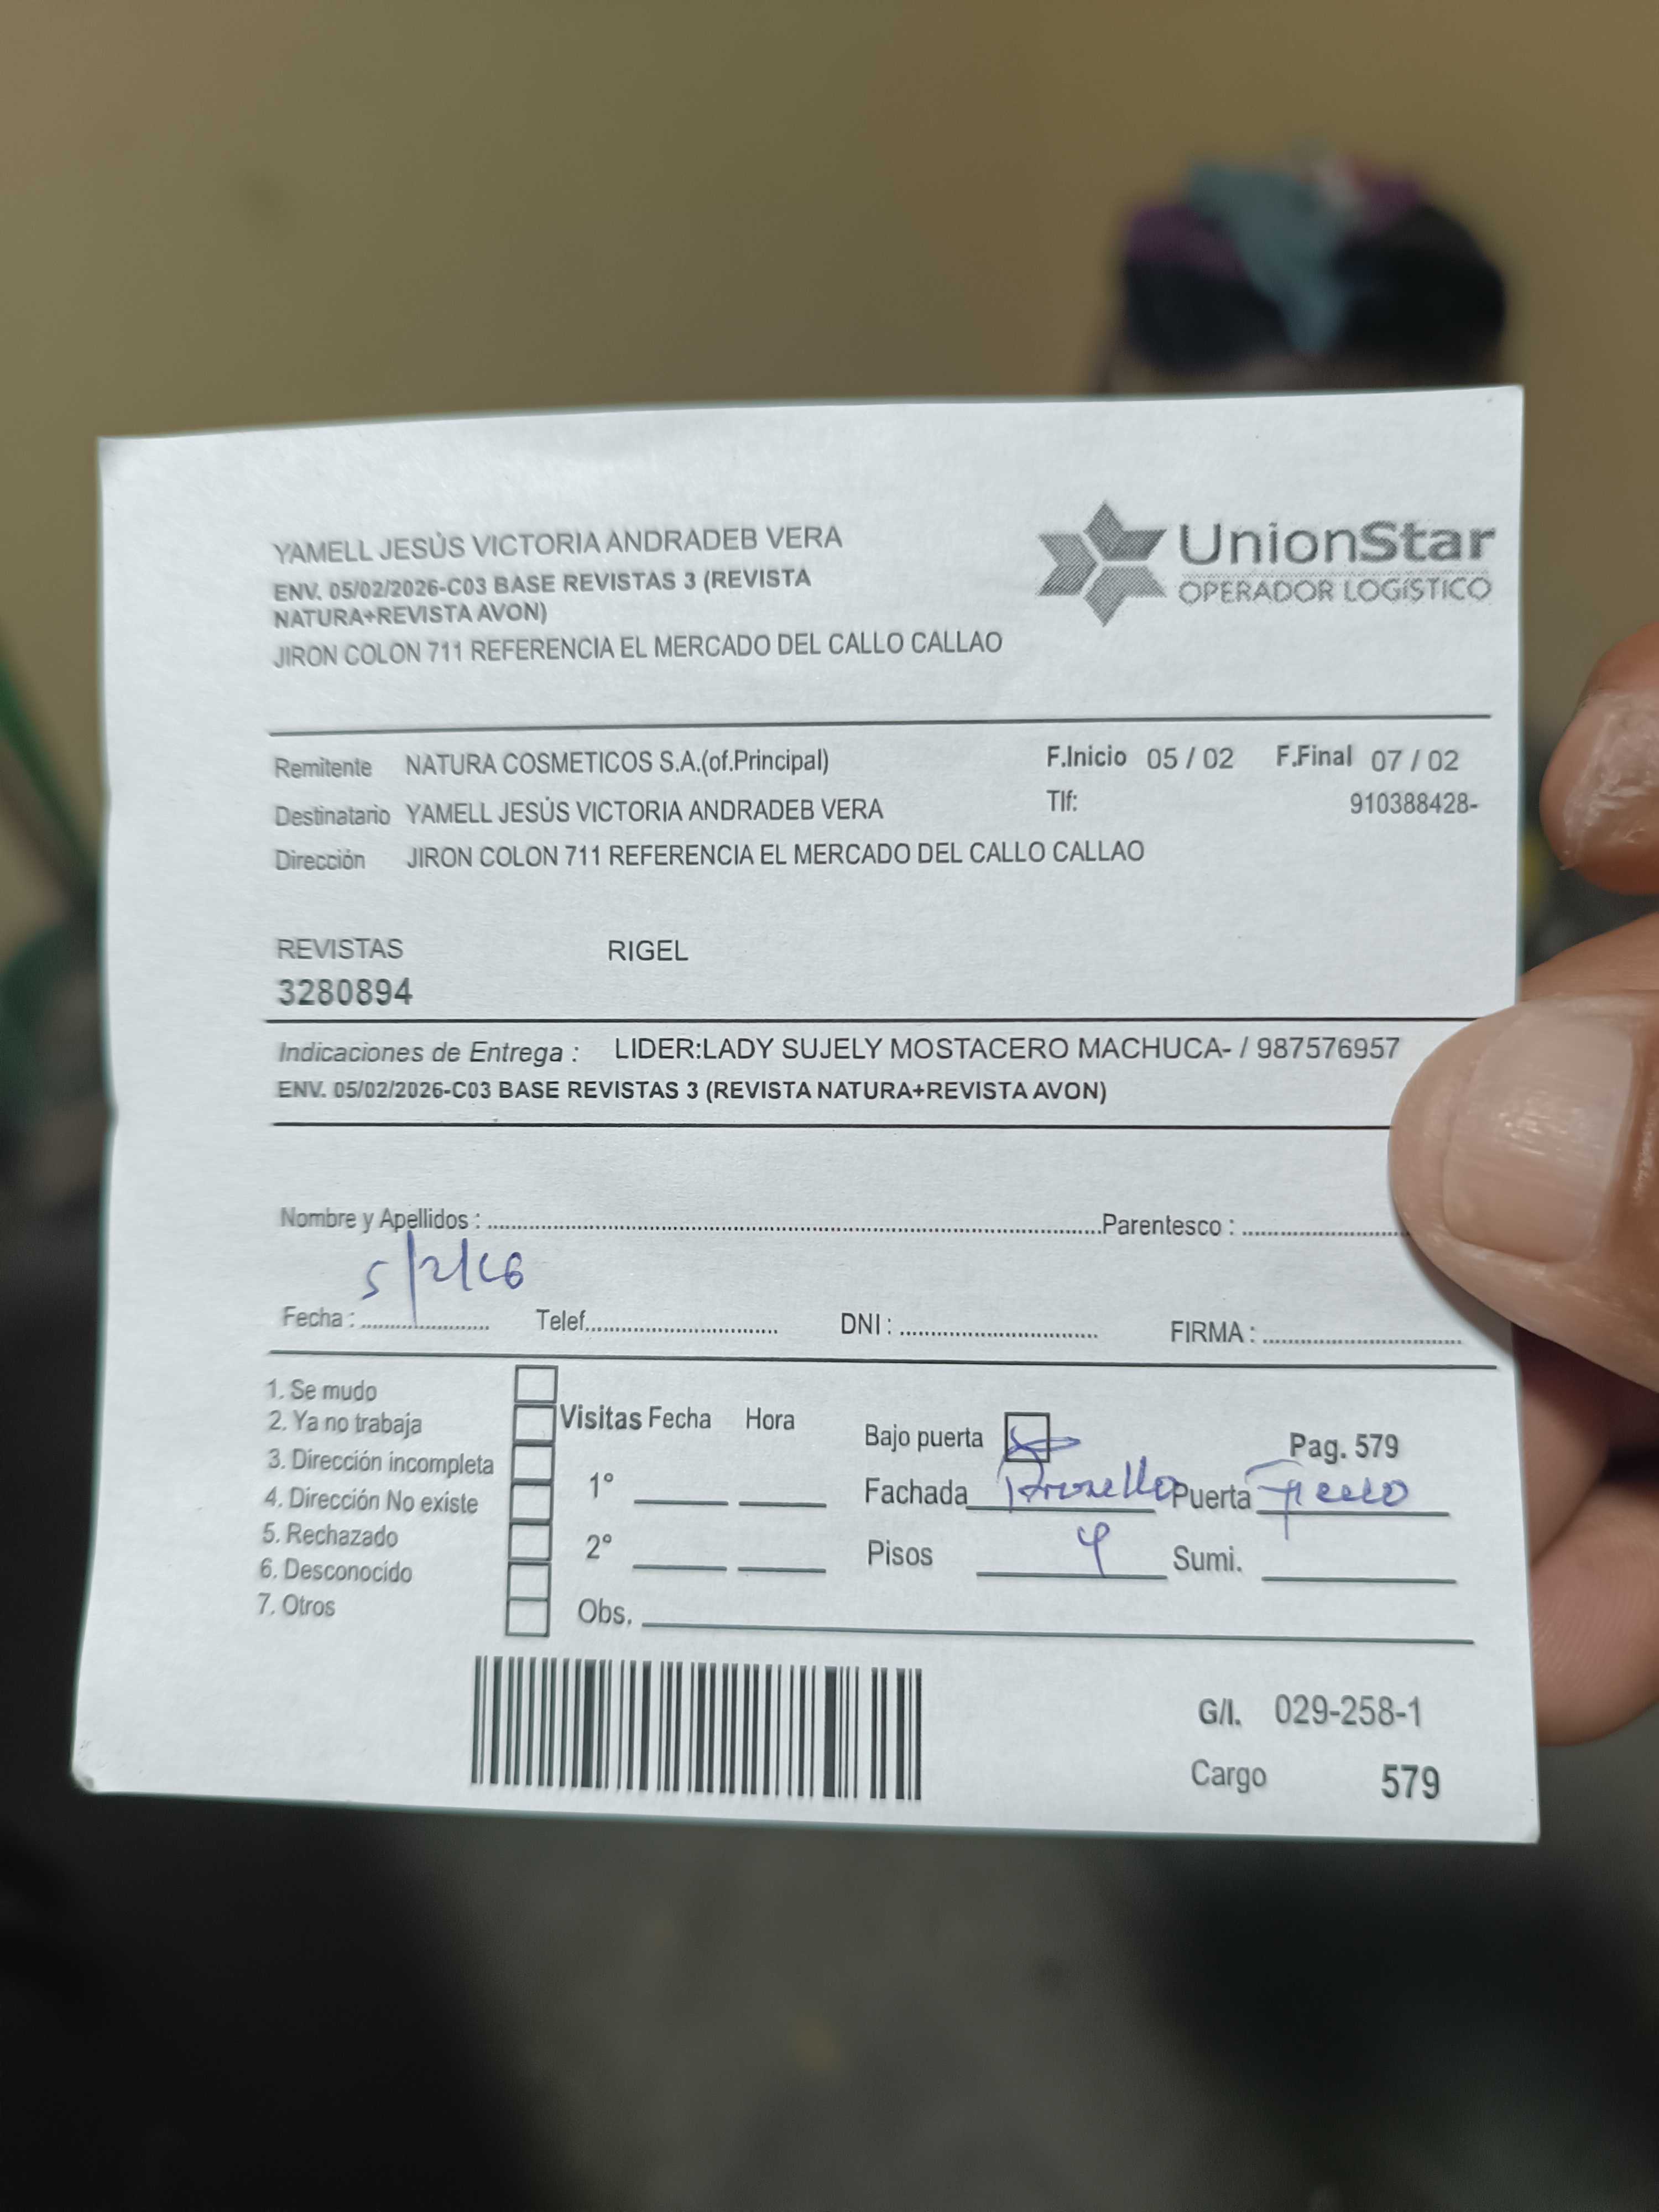 YAMELL JESÚS VICTORIA ANDRADEB VERA
ENV. 05/02/2026-C03 BASE REVISTAS 3 (REVISTA
NATURA+REVISTA AVON)
JIRON COLON 711 REFERENCIA EL MERCADO DEL CALLO CALLAO
UnionStar
OPERADOR LOGÍSTICO
Remitente NATURA COSMETICOS S.A.(of.Principal) F.Inicio 05 / 02 F.Final 07 / 02
Destinatario YAMELL JESÚS VICTORIA ANDRADEB VERA Tlf: 910388428-
Dirección JIRON COLON 711 REFERENCIA EL MERCADO DEL CALLO CALLAO
REVISTAS RIGEL
3280894
Indicaciones de Entrega : LIDER:LADY SUJELY MOSTACERO MACHUCA- / 987576957
ENV. 05/02/2026-C03 BASE REVISTAS 3 (REVISTA NATURA+REVISTA AVON)
Nombre y Apellidos : Parentesco :
5/2/26
Fecha : Telef. DNI : FIRMA :
1. Se mudo
2. Ya no trabaja
3. Dirección incompleta
4. Dirección No existe
5. Rechazado
6. Desconocido
7. Otros
Visitas Fecha Hora
1°
2°
Obs.
Bajo puerta Pag. 579
Fachada Puerta
Pisos 4 Sumi.
G/I. 029-258-1
Cargo 579